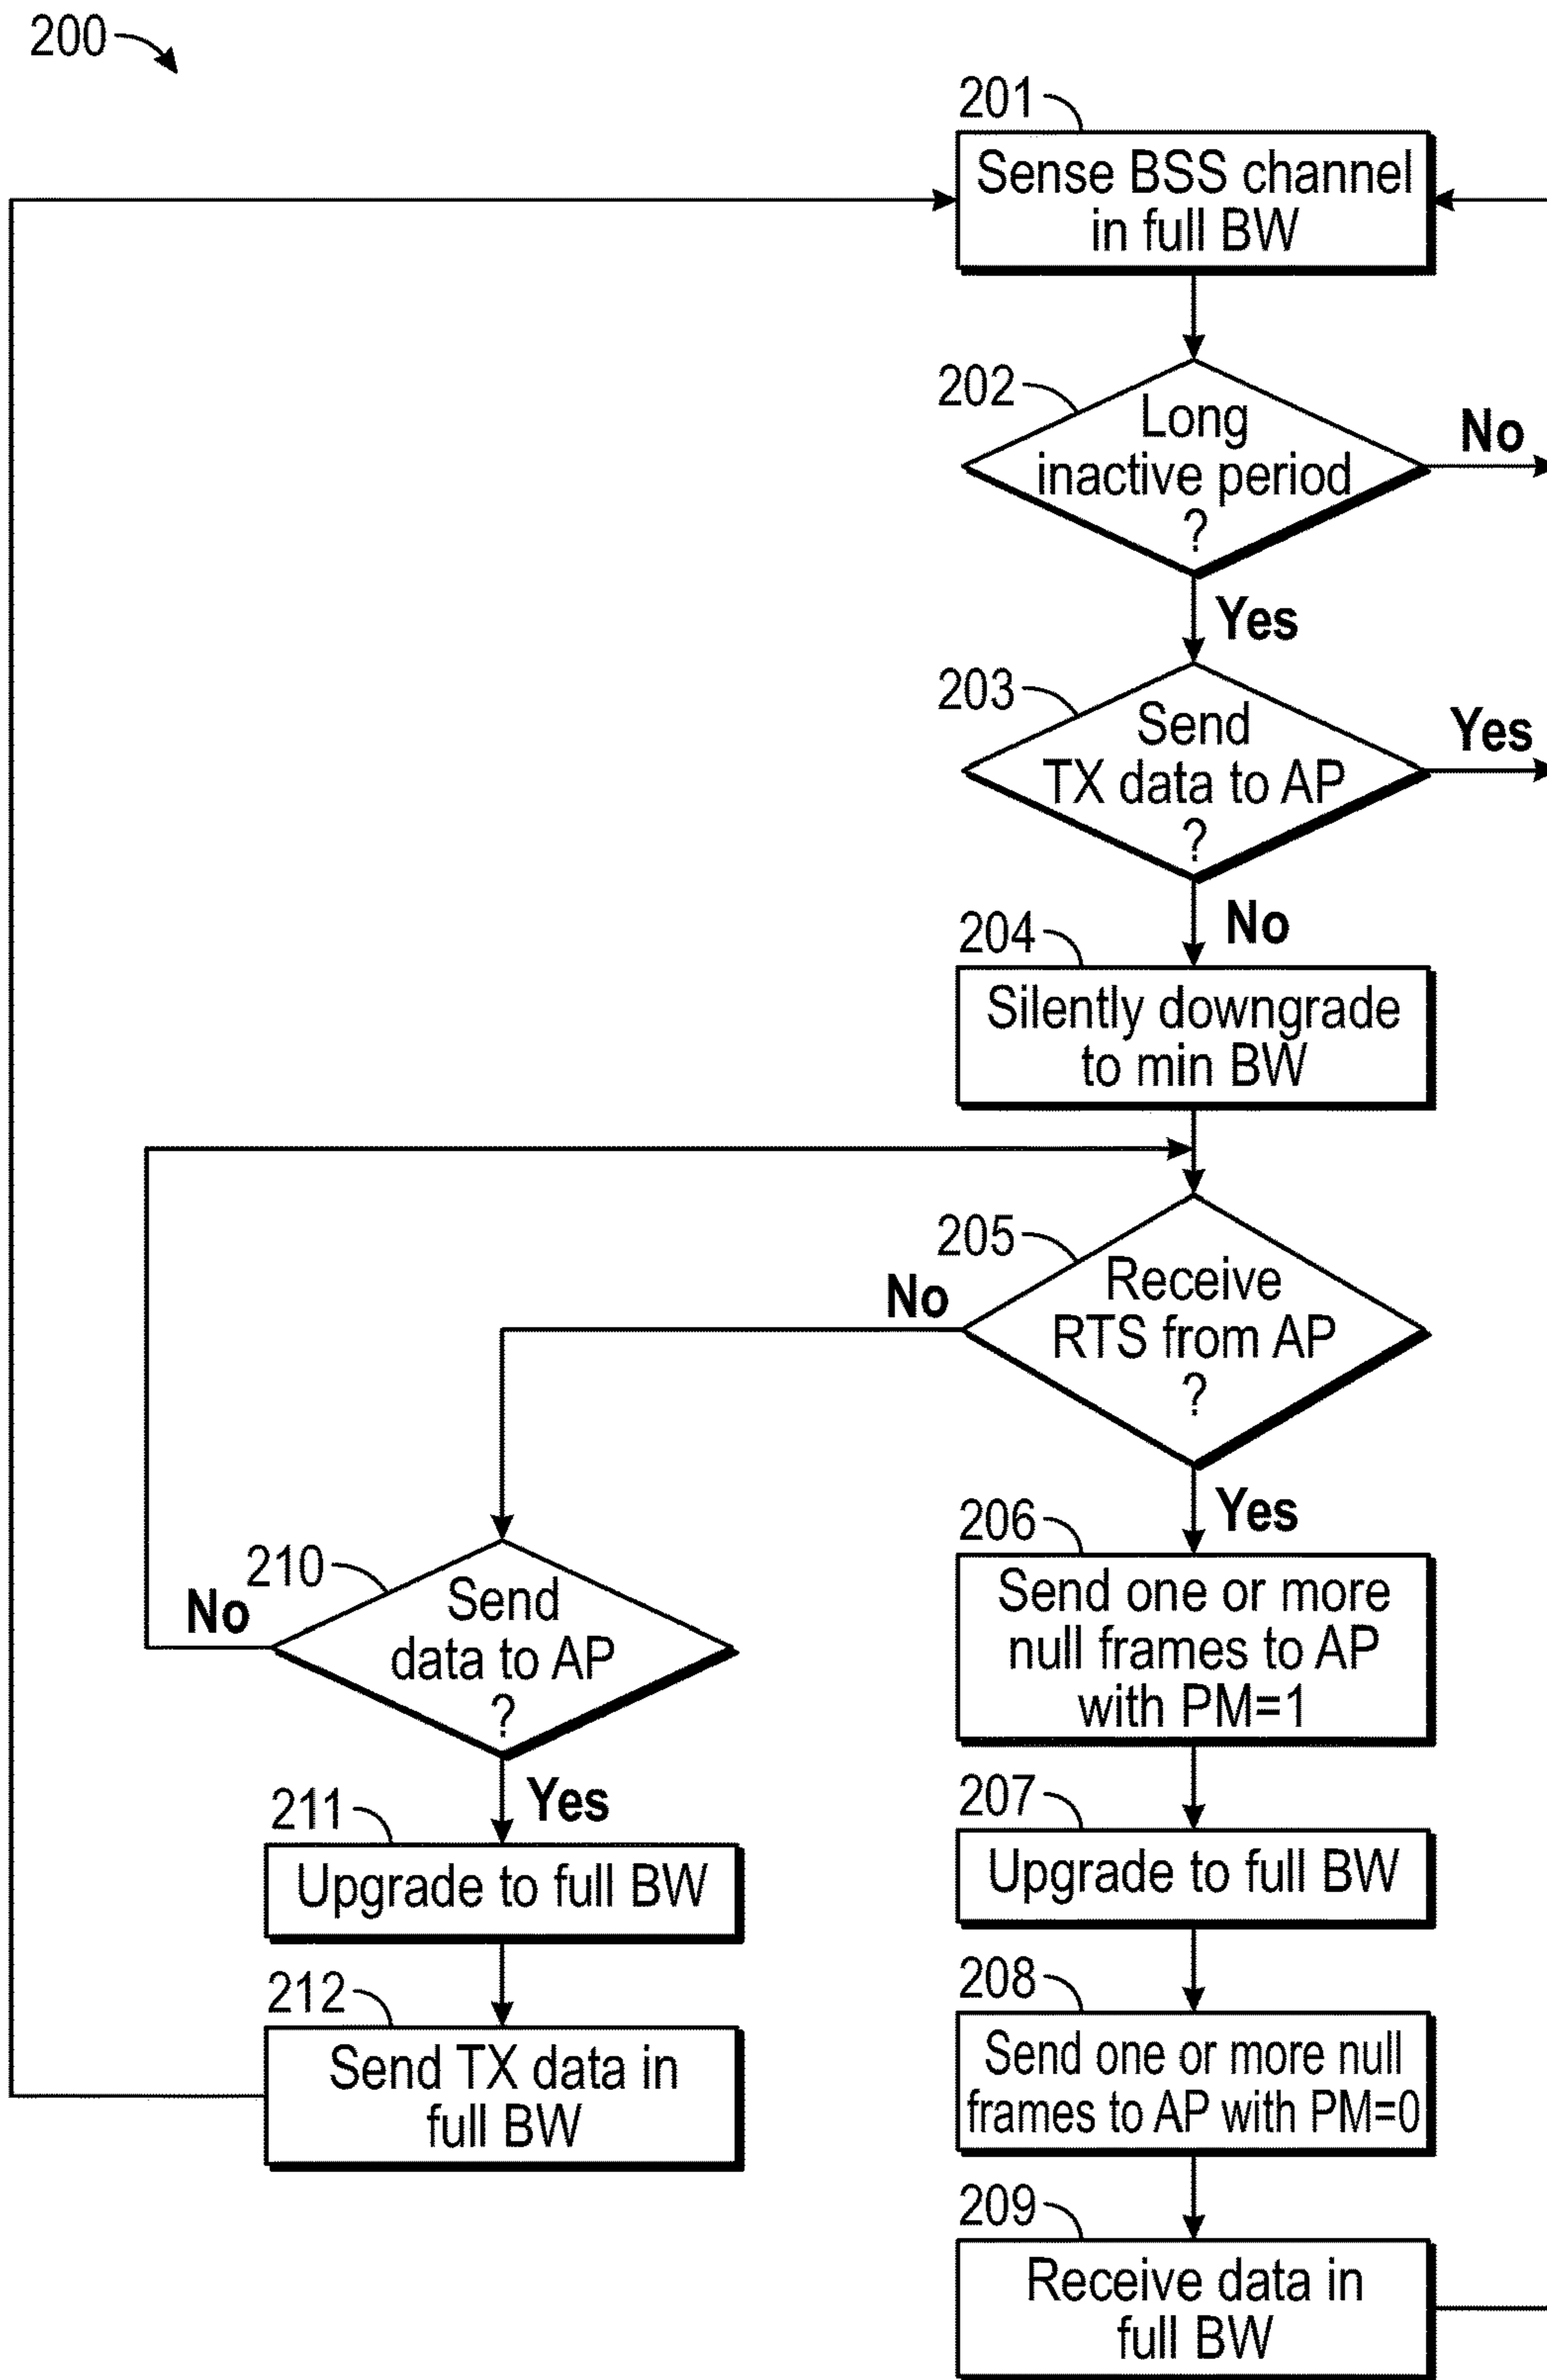 200
201
Sense BSS channel
in full BW
202
Long
inactive period
?
No
Yes
203
Send
TX data to AP
?
Yes
No
204
Silently downgrade
to min BW
205
Receive
RTS from AP
?
No
Yes
206
Send one or more
null frames to AP
with PM=1
207
Upgrade to full BW
208
Send one or more null
frames to AP with PM=0
209
Receive data in
full BW
210
Send
data to AP
?
No
Yes
211
Upgrade to full BW
212
Send TX data in
full BW